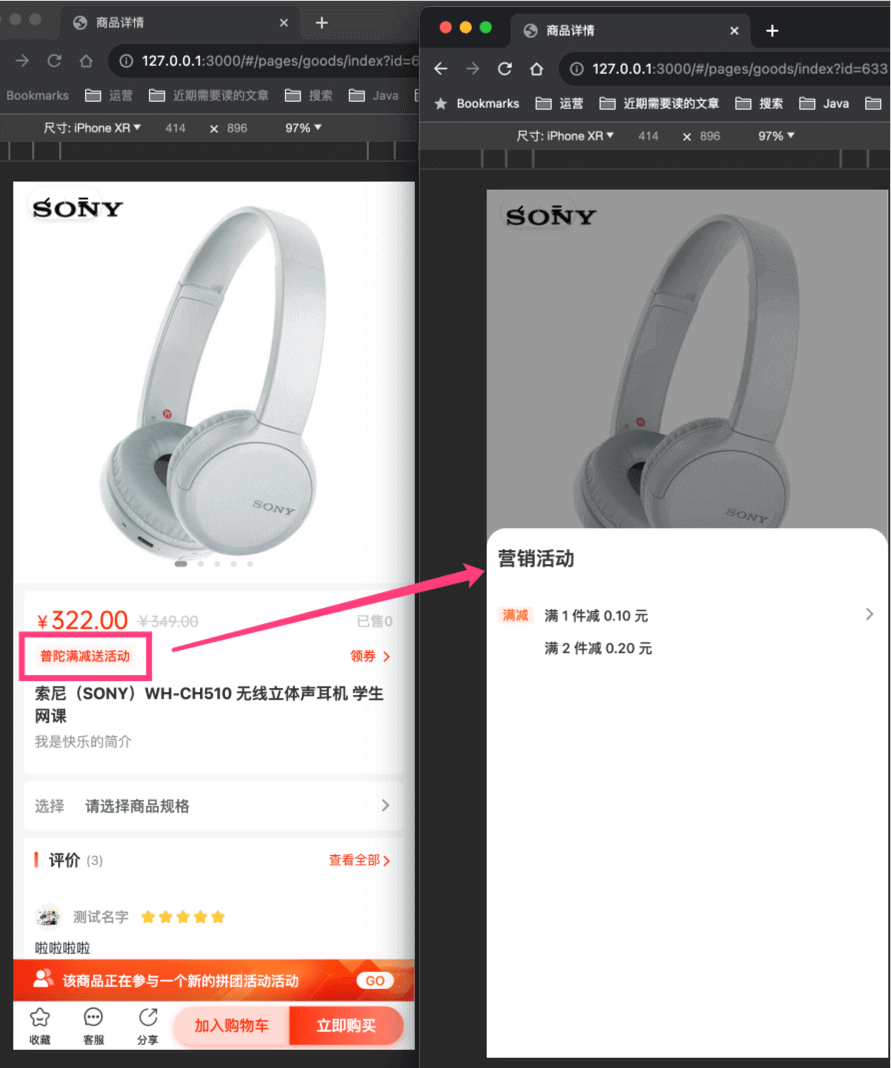 商品详情
127.0.0.1:3000/#/pages/goods/index?id=6
Bookmarks 运营 近期需要读的文章 搜索 Java
尺寸: iPhone XR ▼ 414 × 896 97% ▼
SONY
SONY
¥322.00 ¥349.00 已售0
普陀满减送活动 领券 >
索尼（SONY）WH-CH510 无线立体声耳机 学生
网课
我是快乐的简介
选择 请选择商品规格 >
评价 (3) 查看全部 >
测试名字
啦啦啦啦
该商品正在参与一个新的拼团活动活动 GO
收藏 客服 分享 加入购物车 立即购买
商品详情
127.0.0.1:3000/#/pages/goods/index?id=633
Bookmarks 运营 近期需要读的文章 搜索 Java
尺寸: iPhone XR ▼ 414 × 896 97% ▼
SONY
SONY
营销活动
满减 满 1 件减 0.10 元 >
满 2 件减 0.20 元